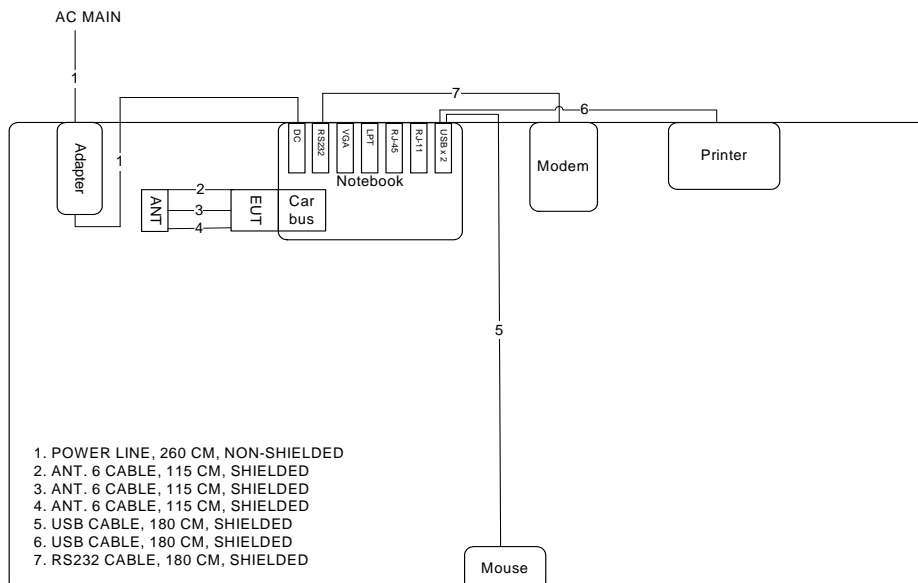 AC MAIN
1
7
6
Adapter
1
DC
RS232
VGA
LPT
RJ-45
RJ-11
USB x 2
Notebook
Modem
Printer
ANT
2
3
4
EUT
Car
bus
5
1. POWER LINE, 260 CM, NON-SHIELDED
2. ANT. 6 CABLE, 115 CM, SHIELDED
3. ANT. 6 CABLE, 115 CM, SHIELDED
4. ANT. 6 CABLE, 115 CM, SHIELDED
5. USB CABLE, 180 CM, SHIELDED
6. USB CABLE, 180 CM, SHIELDED
7. RS232 CABLE, 180 CM, SHIELDED
Mouse